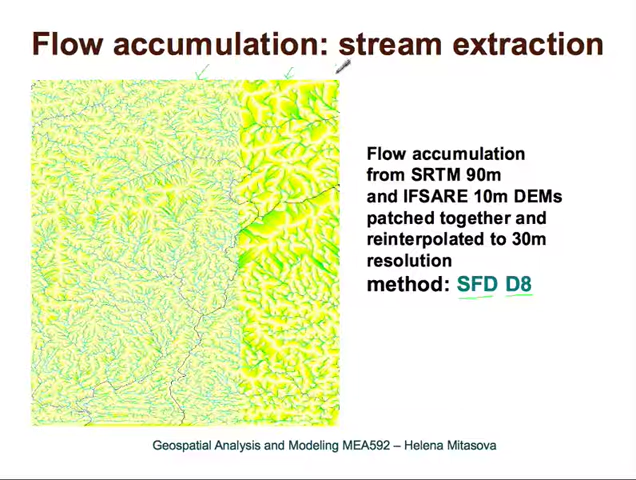 Flow accumulation: stream extraction
Flow accumulation
from SRTM 90m
and IFSARE 10m DEMs
patched together and
reinterpolated to 30m
resolution
method: SFD D8
Geospatial Analysis and Modeling MEA592 – Helena Mitasova